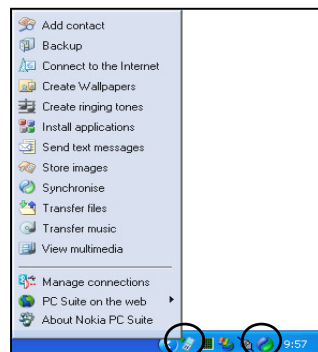 Add contact
Backup
Connect to the Internet
Create Wallpapers
Create ringing tones
Install applications
Send text messages
Store images
Synchronise
Transfer files
Transfer music
View multimedia
Manage connections
PC Suite on the web
About Nokia PC Suite
9:57